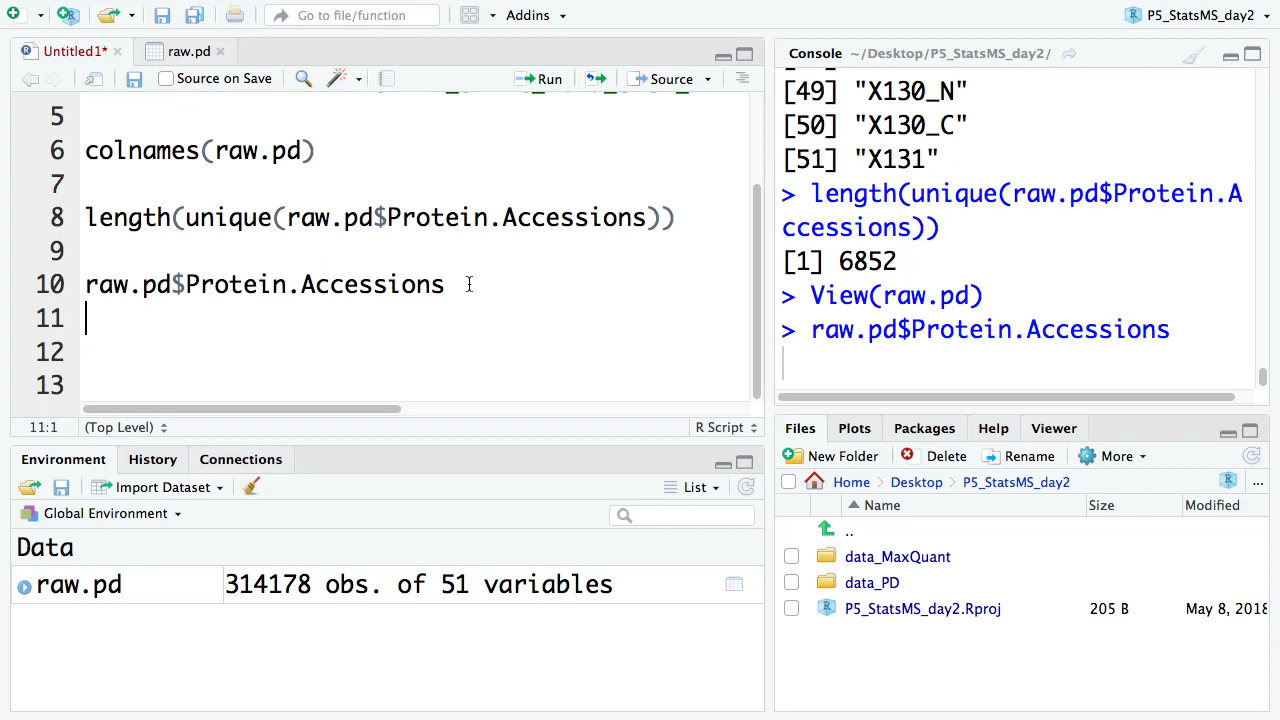 Go to file/function
Addins
P5_StatsMS_day2
Untitled1*
raw.pd
Source on Save
Run
Source
5
6 colnames(raw.pd)
7
8 length(unique(raw.pd$Protein.Accessions))
9
10 raw.pd$Protein.Accessions
11
12
13
11:1 (Top Level) R Script
Console ~/Desktop/P5_StatsMS_day2/
[49] "X130_N"
[50] "X130_C"
[51] "X131"
> length(unique(raw.pd$Protein.A
ccessions))
[1] 6852
> View(raw.pd)
> raw.pd$Protein.Accessions
Environment History Connections
Import Dataset
List
Global Environment
Data
raw.pd 314178 obs. of 51 variables
Files Plots Packages Help Viewer
New Folder Delete Rename More
Home Desktop P5_StatsMS_day2 ...
Name Size Modified
..
data_MaxQuant
data_PD
P5_StatsMS_day2.Rproj 205 B May 8, 2018